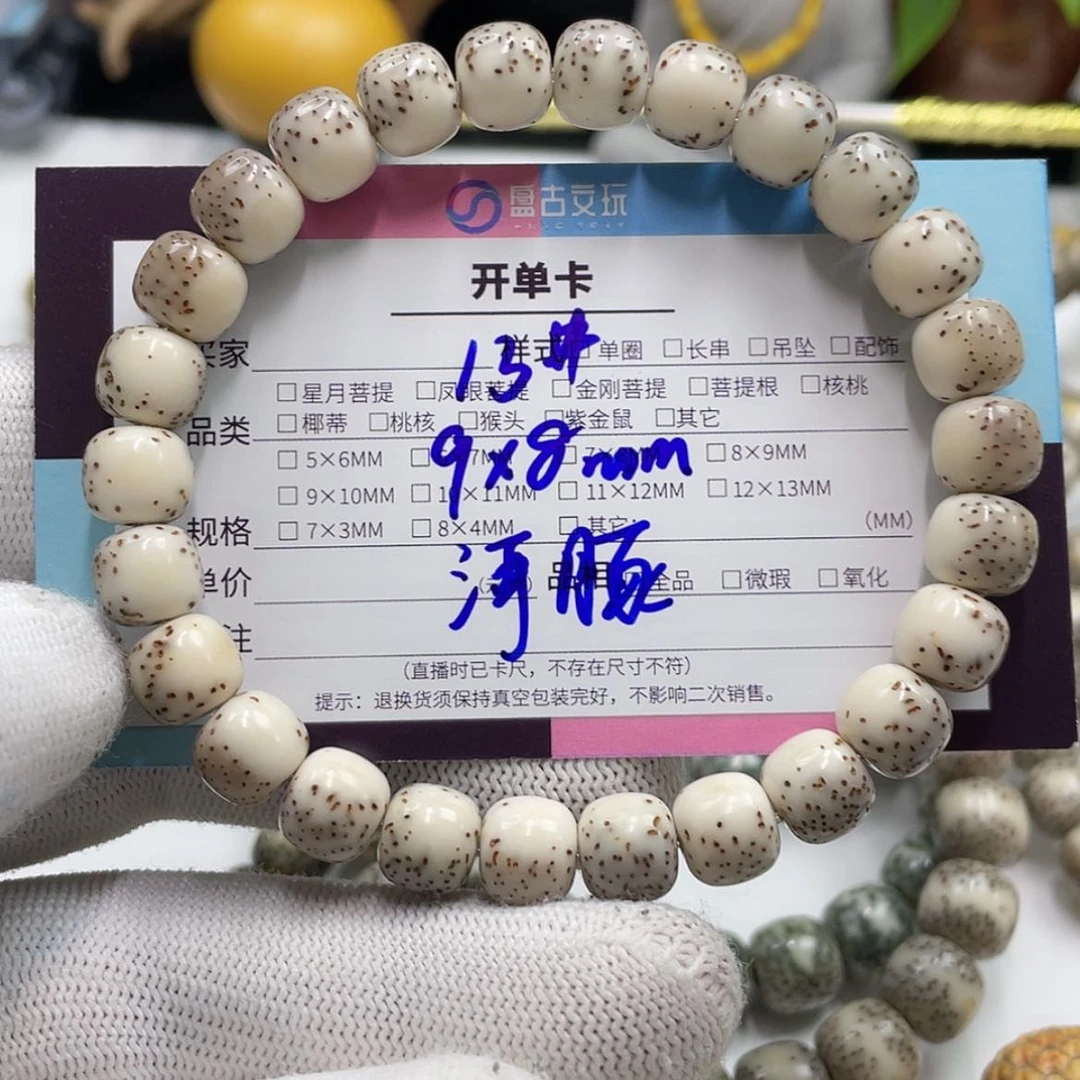 盘古文玩
开单卡
买家 样式 □单圈 □长串 □吊坠 □配饰
13#
□星月菩提 □凤眼菩提 □金刚菩提 □菩提根 □核桃
品类 □椰蒂 □桃核 □猴头 □紫金鼠 □其它
9×8mm
□ 5×6MM □ 8×9MM
□ 9×10MM □ 10×11MM □ 11×12MM □ 12×13MM
规格 □ 7×3MM □ 8×4MM □ 其它: (MM)
河豚
单价 品相 全品 □微瑕 □氧化
注
(直播时已卡尺，不存在尺寸不符)
提示：退换货须保持真空包装完好，不影响二次销售。